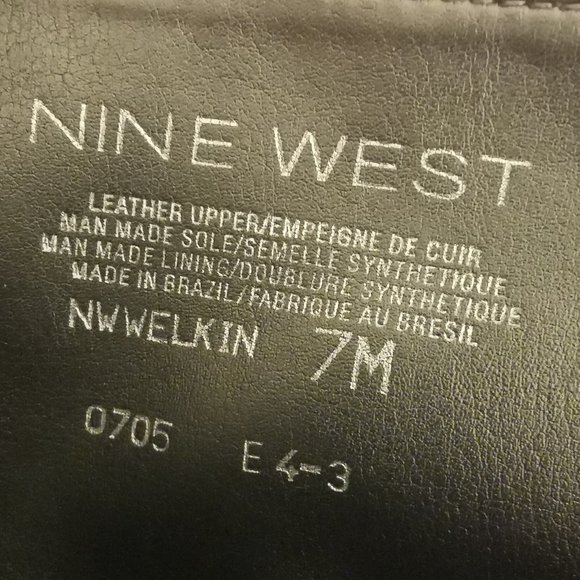 NINE WEST
LEATHER UPPER/EMPEIGNE DE CUIR
MAN MADE SOLE/SEMELLE SYNTHETIQUE
MAN MADE LINING/DOUBLURE SYNTHETIQUE
MADE IN BRAZIL/FABRIQUE AU BRESIL
NWWELKIN 7M
0705 E 4-3